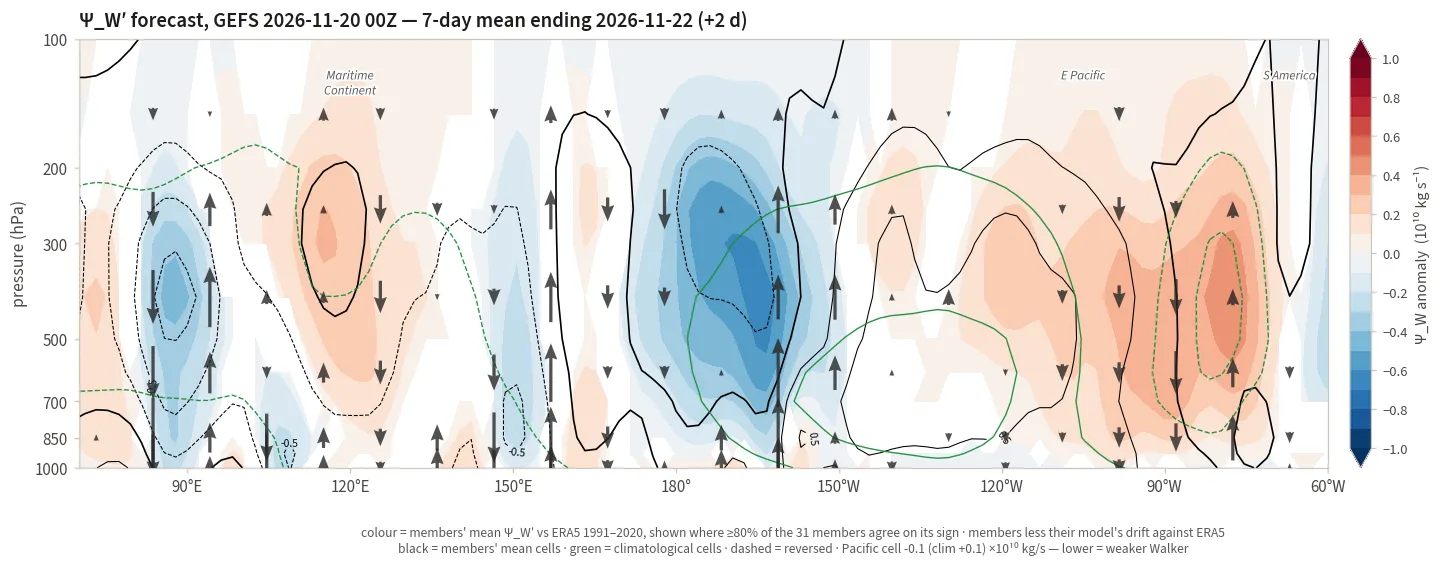 Ψ_W′ forecast, GEFS 2026-11-20 00Z — 7-day mean ending 2026-11-22 (+2 d)
100
200
300
400
500
700
850
1000
pressure (hPa)
Maritime
Continent
E Pacific
S America
-0.5
-0.5
0.5
90°E
120°E
150°E
180°
150°W
120°W
90°W
60°W
1.0
0.8
0.6
0.4
0.2
0.0
−0.2
−0.4
−0.6
−0.8
−1.0
Ψ_W anomaly (10¹⁰ kg s⁻¹)
colour = members' mean Ψ_W′ vs ERA5 1991–2020, shown where ≥80% of the 31 members agree on its sign · members less their model's drift against ERA5
black = members' mean cells · green = climatological cells · dashed = reversed · Pacific cell -0.1 (clim +0.1) ×10¹⁰ kg/s — lower = weaker Walker